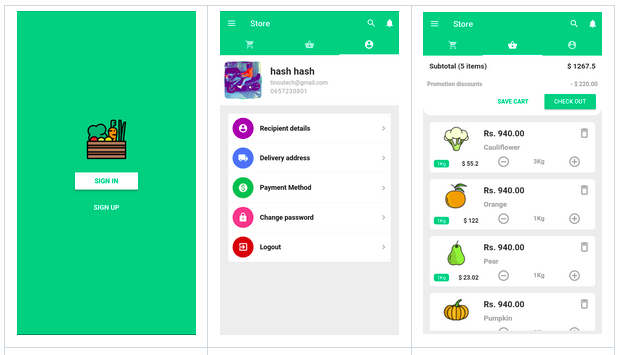 SIGN IN
SIGN UP
Store
hash hash
tinoutech@gmail.com
0657230801
Recipient details
Delivery address
Payment Method
Change password
Logout
Store
Subtotal (5 items) $ 1267.5
Promotion discounts - $ 220.00
SAVE CART CHECK OUT
Rs. 940.00
Cauliflower
1Kg $ 55.2 3Kg
Rs. 940.00
Orange
1Kg $ 122 1Kg
Rs. 940.00
Pear
1Kg $ 23.02 1Kg
Rs. 940.00
Pumpkin